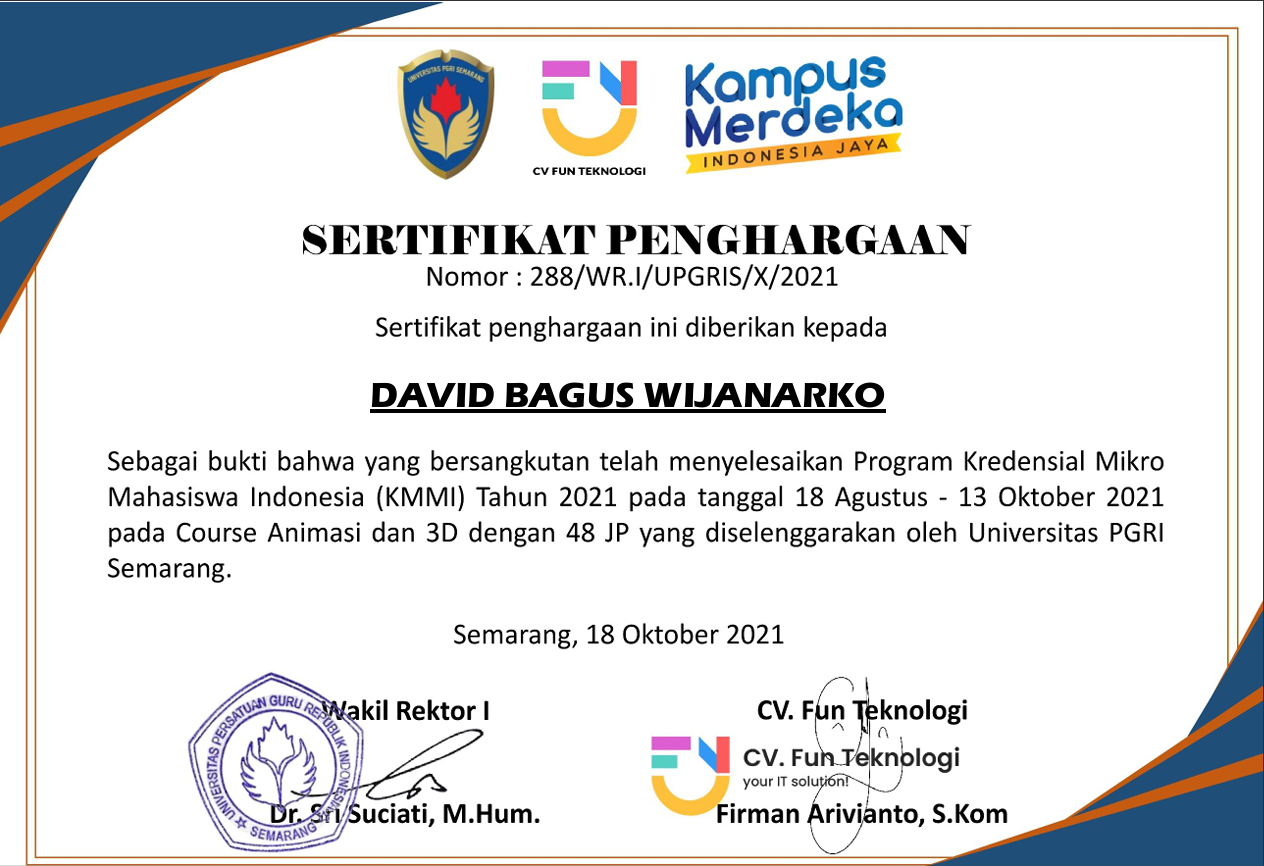 UNIVERSITAS PGRI SEMARANG
CV FUN TEKNOLOGI
Kampus
Merdeka
INDONESIA JAYA
SERTIFIKAT PENGHARGAAN
Nomor : 288/WR.I/UPGRIS/X/2021
Sertifikat penghargaan ini diberikan kepada
DAVID BAGUS WIJANARKO
Sebagai bukti bahwa yang bersangkutan telah menyelesaikan Program Kredensial Mikro
Mahasiswa Indonesia (KMMI) Tahun 2021 pada tanggal 18 Agustus - 13 Oktober 2021
pada Course Animasi dan 3D dengan 48 JP yang diselenggarakan oleh Universitas PGRI
Semarang.
Semarang, 18 Oktober 2021
Wakil Rektor I
CV. Fun Teknologi
UNIVERSITAS PERSATUAN GURU REPUBLIK INDONESIA
SEMARANG
CV. Fun Teknologi
your IT solution!
Dr. Sri Suciati, M.Hum.
Firman Arivianto, S.Kom